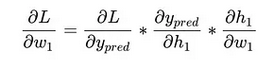 ∂L/∂w₁ = ∂L/∂y_pred * ∂y_pred/∂h₁ * ∂h₁/∂w₁